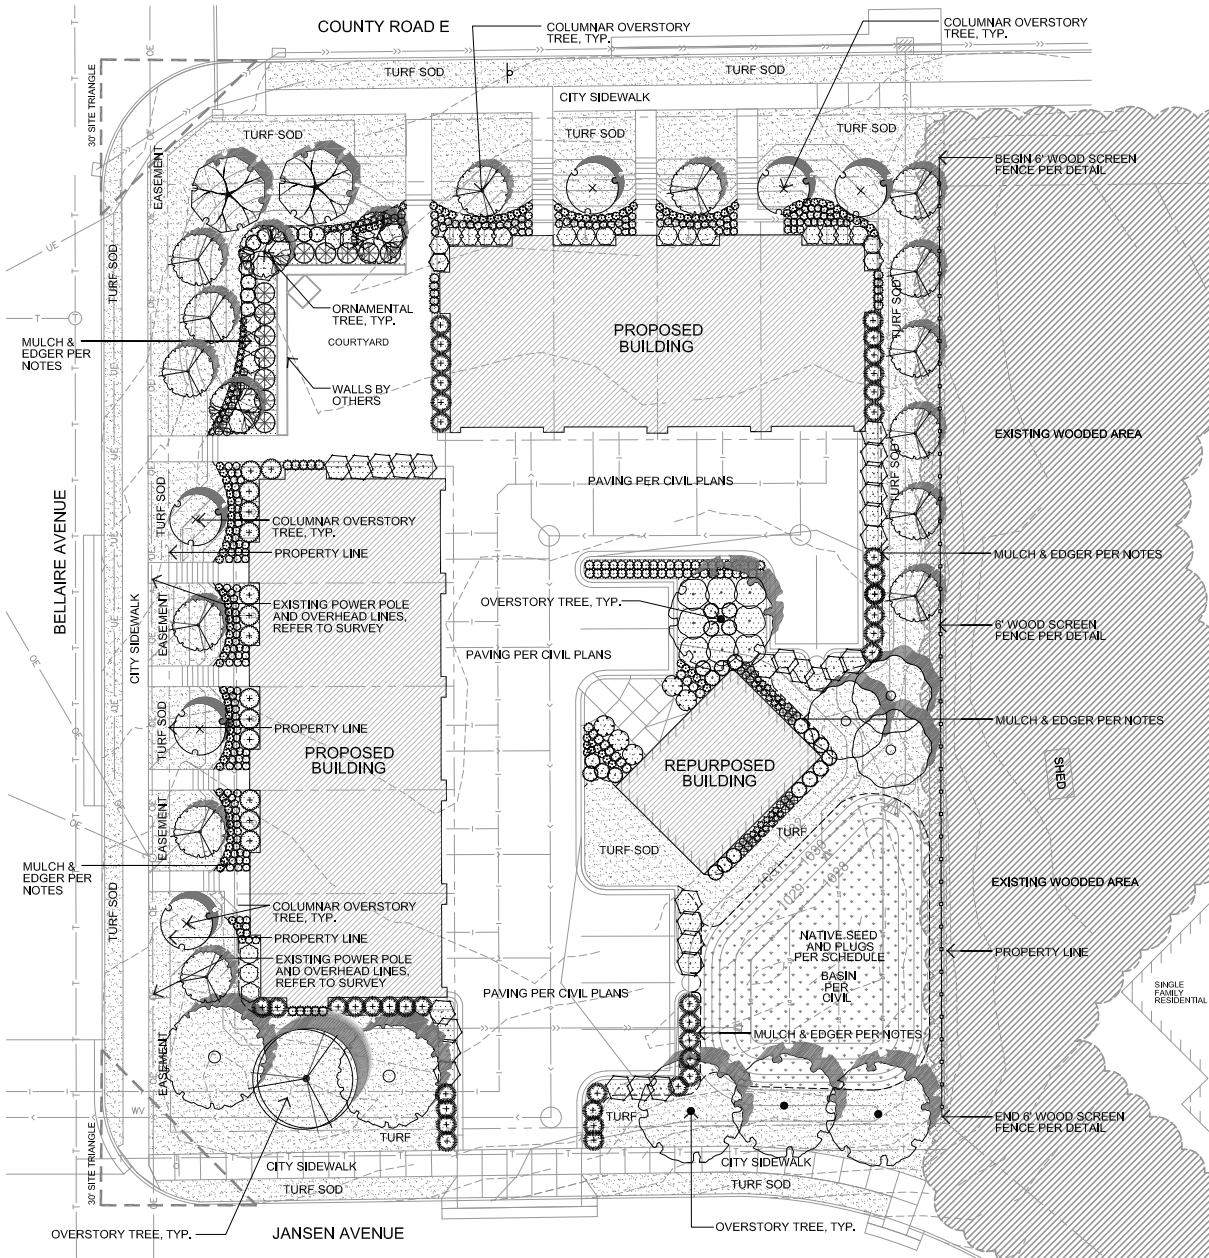 COUNTY ROAD E
COLUMNAR OVERSTORY
TREE, TYP.
COLUMNAR OVERSTORY
TREE, TYP.
TURF SOD
TURF SOD
CITY SIDEWALK
30' SITE TRIANGLE
TURF SOD
TURF SOD
TURF SOD
EASEMENT
BEGIN 6' WOOD SCREEN
FENCE PER DETAIL
TURF SOD
ORNAMENTAL
TREE, TYP.
COURTYARD
PROPOSED
BUILDING
TURF SOD
MULCH &
EDGER PER
NOTES
WALLS BY
OTHERS
EXISTING WOODED AREA
TURF SOD
PAVING PER CIVIL PLANS
TURF SOD
BELLAIRE AVENUE
COLUMNAR OVERSTORY
TREE, TYP.
PROPERTY LINE
MULCH & EDGER PER NOTES
CITY SIDEWALK
EASEMENT
EXISTING POWER POLE
AND OVERHEAD LINES,
REFER TO SURVEY
OVERSTORY TREE, TYP.
6' WOOD SCREEN
FENCE PER DETAIL
PAVING PER CIVIL PLANS
TURF SOD
PROPERTY LINE
MULCH & EDGER PER NOTES
PROPOSED
BUILDING
REPURPOSED
BUILDING
SHED
EASEMENT
TURF
TURF SOD
1031
1030
1029
1028
MULCH &
EDGER PER
NOTES
EXISTING WOODED AREA
TURF SOD
COLUMNAR OVERSTORY
TREE, TYP.
PROPERTY LINE
EXISTING POWER POLE
AND OVERHEAD LINES,
REFER TO SURVEY
NATIVE SEED
AND PLUGS
PER SCHEDULE
BASIN
PER
CIVIL
PROPERTY LINE
PAVING PER CIVIL PLANS
SINGLE
FAMILY
RESIDENTIAL
MULCH & EDGER PER NOTES
EASEMENT
WV
TURF
TURF
END 6' WOOD SCREEN
FENCE PER DETAIL
30' SITE TRIANGLE
CITY SIDEWALK
CITY SIDEWALK
TURF SOD
TURF SOD
OVERSTORY TREE, TYP.
JANSEN AVENUE
OVERSTORY TREE, TYP.